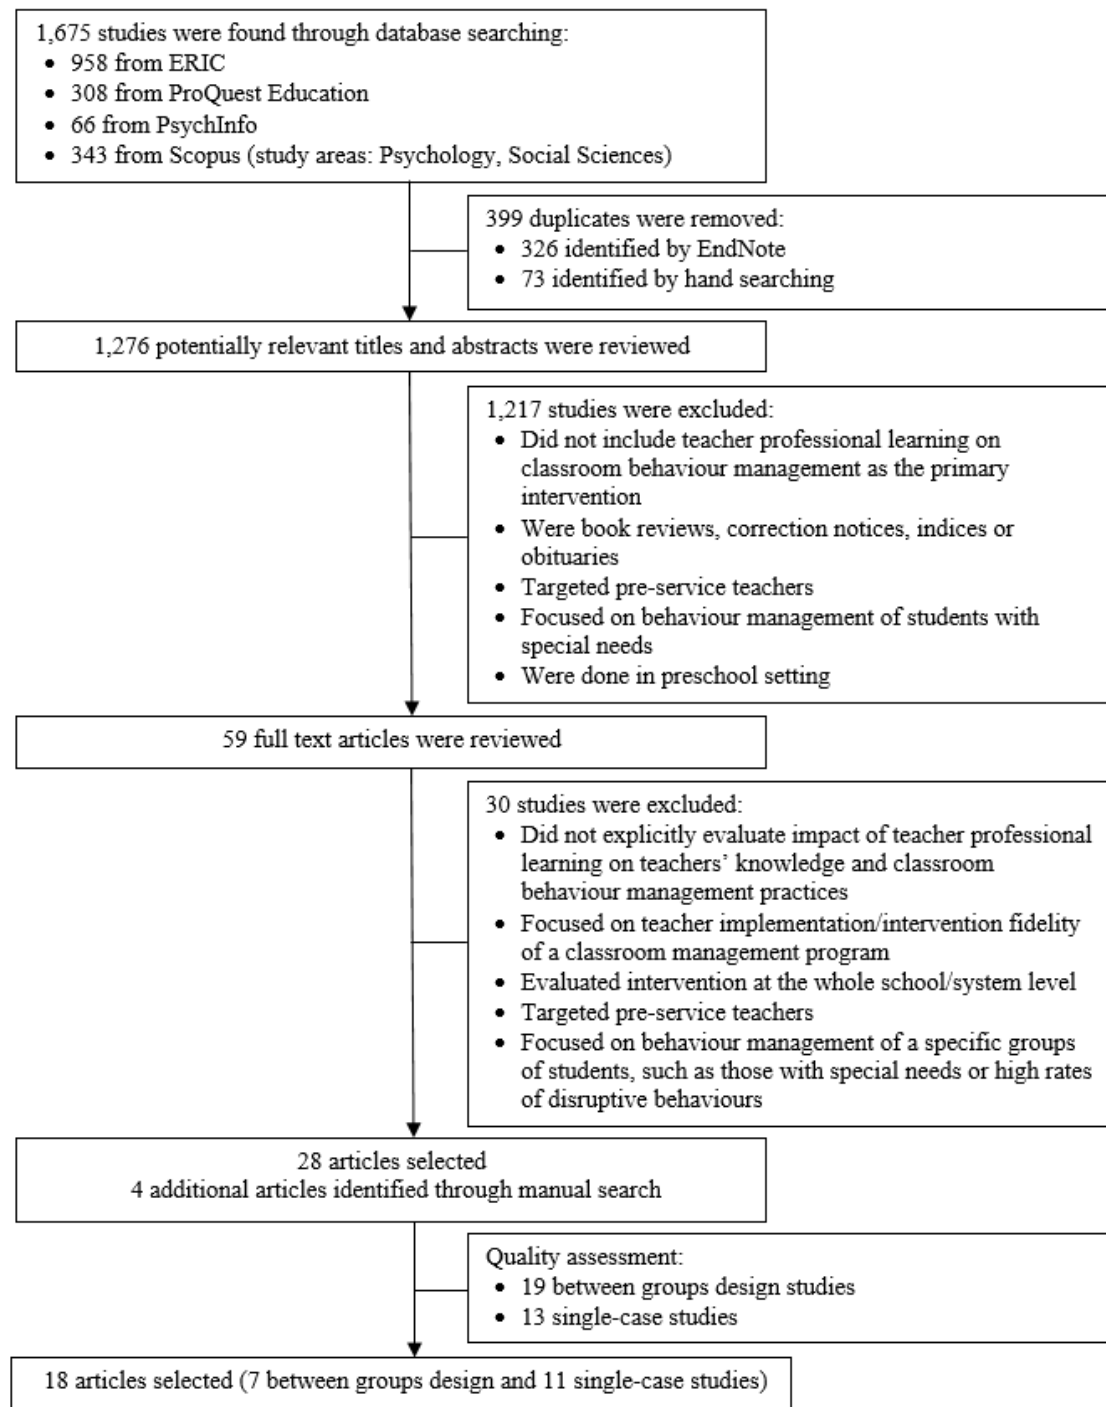 1,675 studies were found through database searching:
• 958 from ERIC
• 308 from ProQuest Education
• 66 from PsychInfo
• 343 from Scopus (study areas: Psychology, Social Sciences)
399 duplicates were removed:
• 326 identified by EndNote
• 73 identified by hand searching
1,276 potentially relevant titles and abstracts were reviewed
1,217 studies were excluded:
• Did not include teacher professional learning on
classroom behaviour management as the primary
intervention
• Were book reviews, correction notices, indices or
obituaries
• Targeted pre-service teachers
• Focused on behaviour management of students with
special needs
• Were done in preschool setting
59 full text articles were reviewed
30 studies were excluded:
• Did not explicitly evaluate impact of teacher professional
learning on teachers’ knowledge and classroom
behaviour management practices
• Focused on teacher implementation/intervention fidelity
of a classroom management program
• Evaluated intervention at the whole school/system level
• Targeted pre-service teachers
• Focused on behaviour management of a specific groups
of students, such as those with special needs or high rates
of disruptive behaviours
28 articles selected
4 additional articles identified through manual search
Quality assessment:
• 19 between groups design studies
• 13 single-case studies
18 articles selected (7 between groups design and 11 single-case studies)